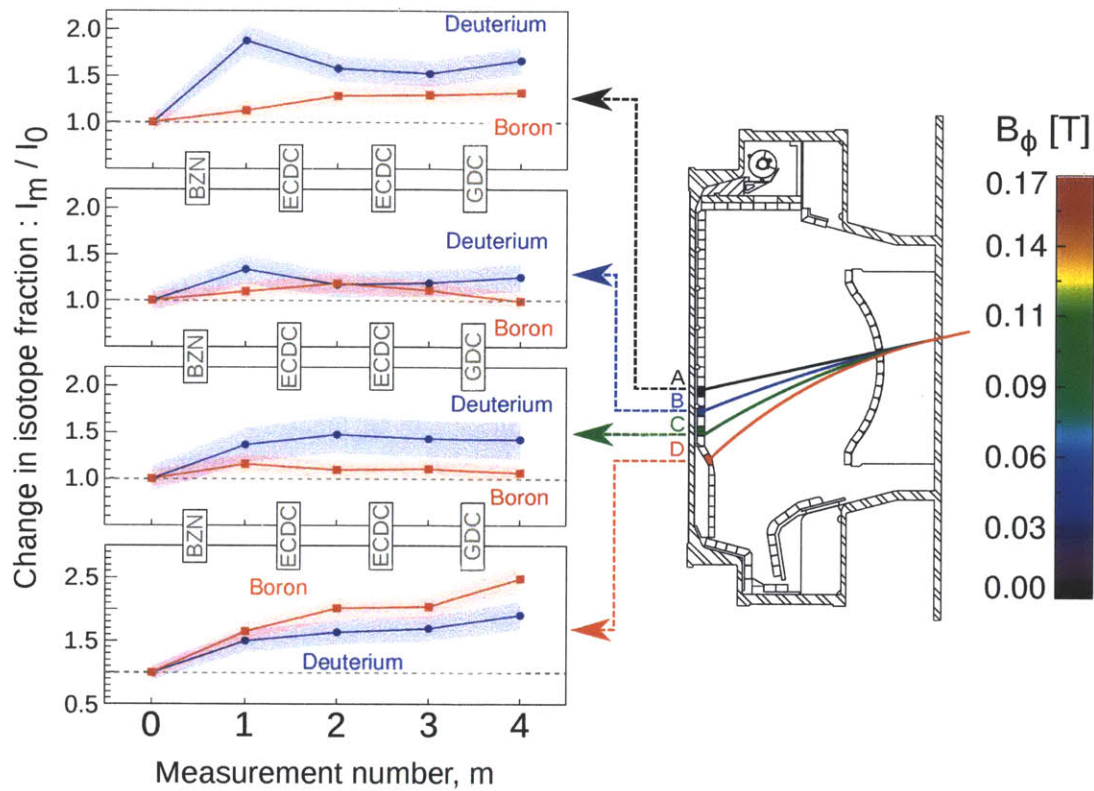 Change in isotope fraction : Im / I0
2.0
1.5
1.0
Deuterium
Boron
BZN
ECDC
ECDC
GDC
2.0
1.5
1.0
Deuterium
Boron
BZN
ECDC
ECDC
GDC
2.0
1.5
1.0
Deuterium
Boron
BZN
ECDC
ECDC
GDC
2.5
1.5
0.5
Boron
Deuterium
0 1 2 3 4
Measurement number, m
A
B
C
D
Bϕ [T]
0.17
0.14
0.11
0.09
0.06
0.03
0.00